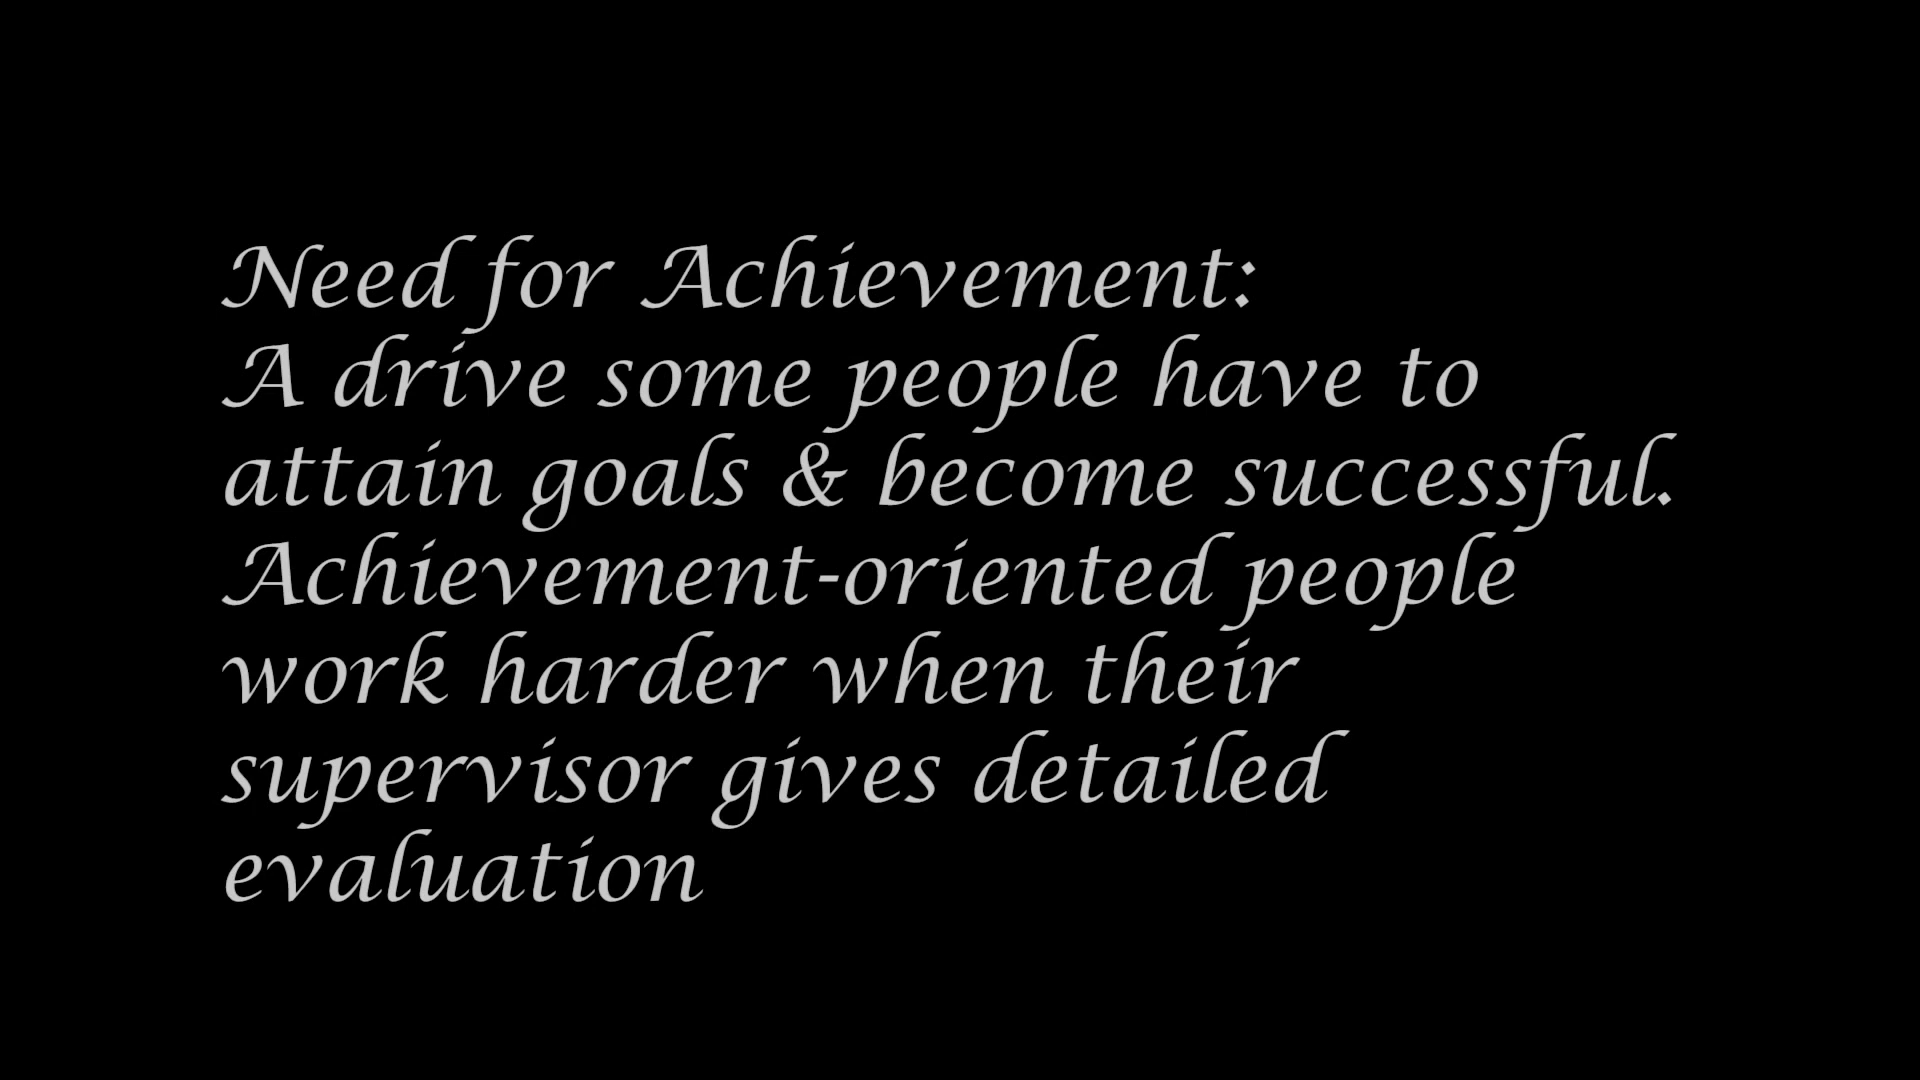 Need for Achievement:
A drive some people have to
attain goals & become successful.
Achievement-oriented people
work harder when their
supervisor gives detailed
evaluation